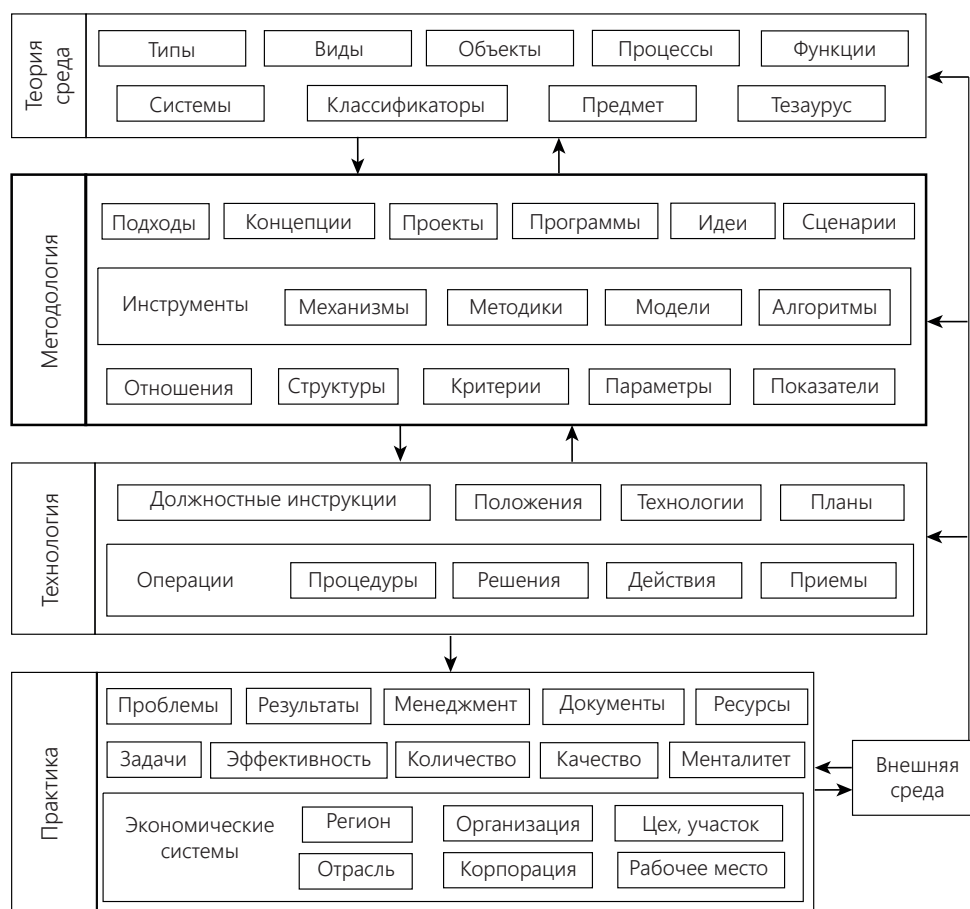 Теория
среда
Типы
Виды
Объекты
Процессы
Функции
Системы
Классификаторы
Предмет
Тезаурус
Методология
Подходы
Концепции
Проекты
Программы
Идеи
Сценарии
Инструменты
Механизмы
Методики
Модели
Алгоритмы
Отношения
Структуры
Критерии
Параметры
Показатели
Технология
Должностные инструкции
Положения
Технологии
Планы
Операции
Процедуры
Решения
Действия
Приемы
Практика
Проблемы
Результаты
Менеджмент
Документы
Ресурсы
Задачи
Эффективность
Количество
Качество
Менталитет
Экономические
системы
Регион
Организация
Цех, участок
Отрасль
Корпорация
Рабочее место
Внешняя
среда